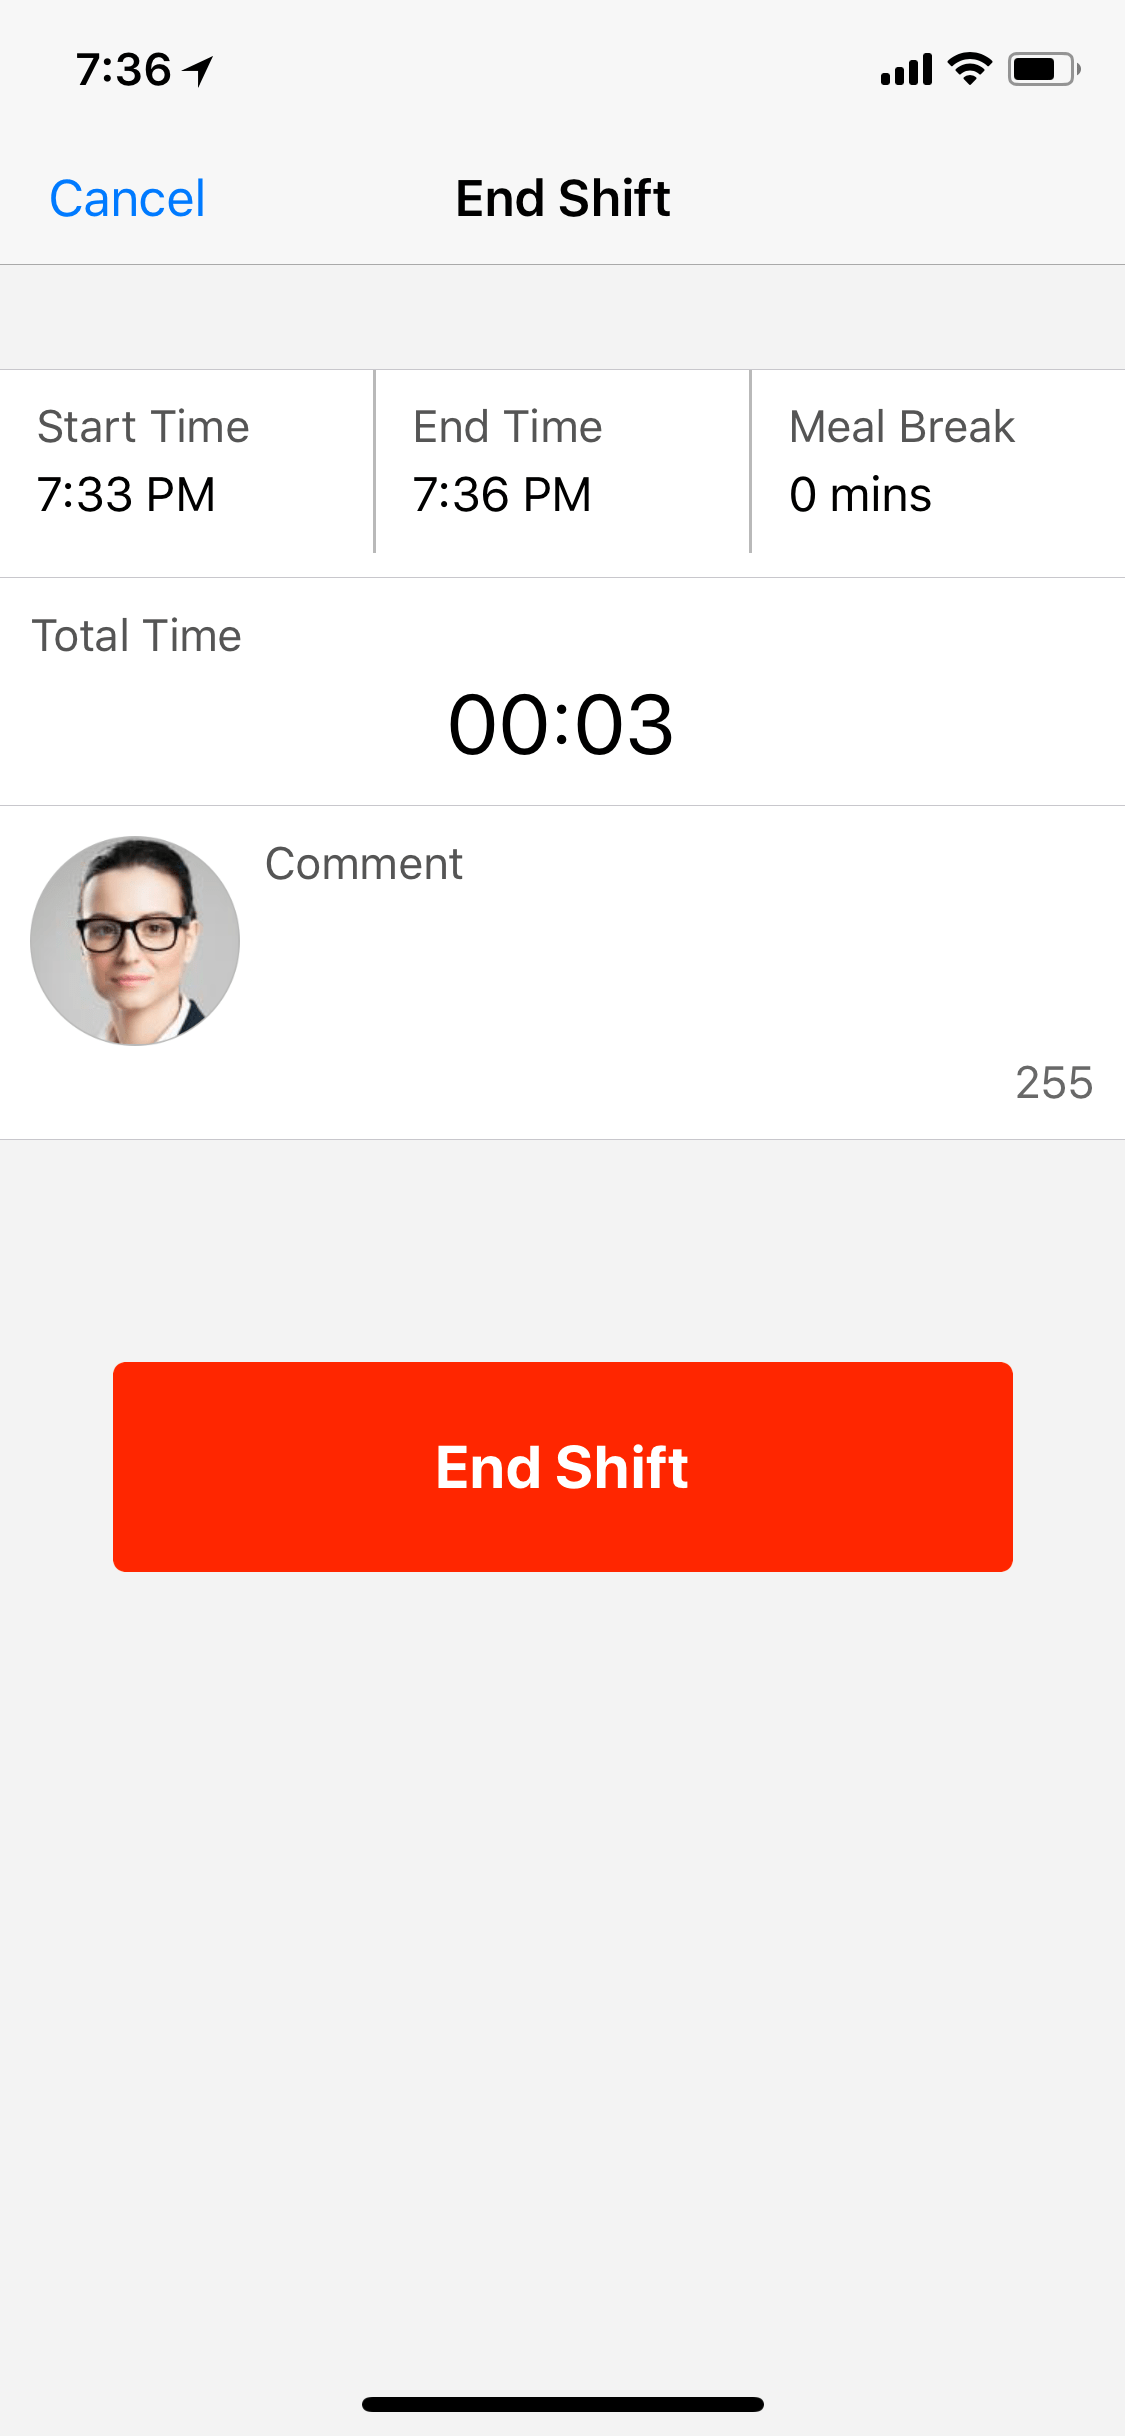 7:36
Cancel
End Shift
Start Time
End Time
Meal Break
7:33 PM
7:36 PM
0 mins
Total Time
00:03
Comment
255
End Shift